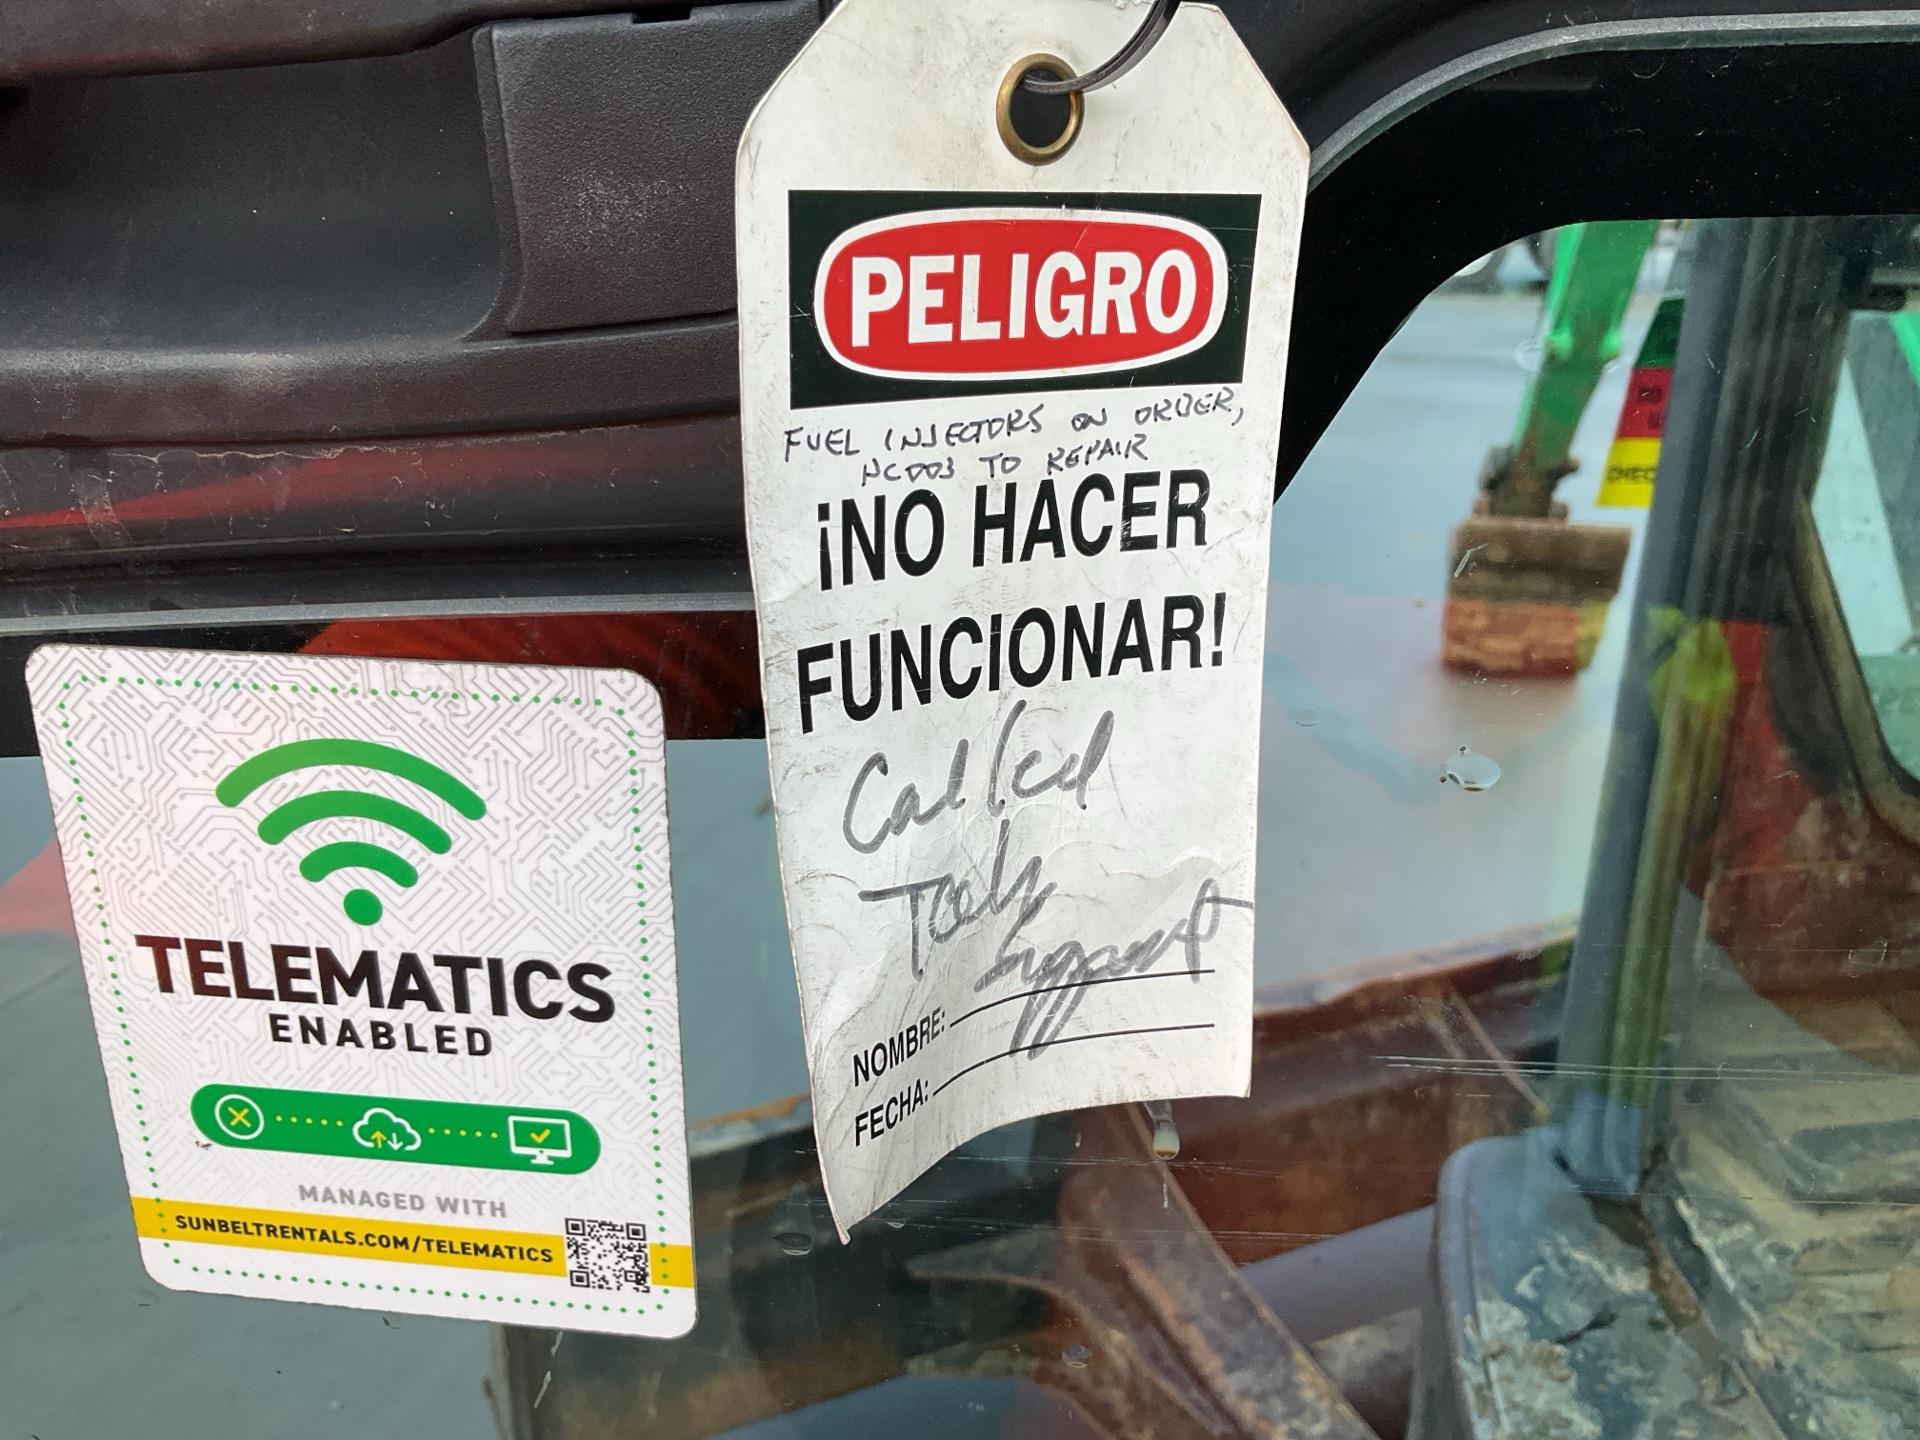 PELIGRO
FUEL INJECTORS ON ORDER,
TO REPAIR
¡NO HACER
FUNCIONAR!
Called
Tech
Support
NOMBRE:
FECHA:
TELEMATICS
ENABLED
MANAGED WITH
SUNBELTRENTALS.COM/TELEMATICS
CHEC